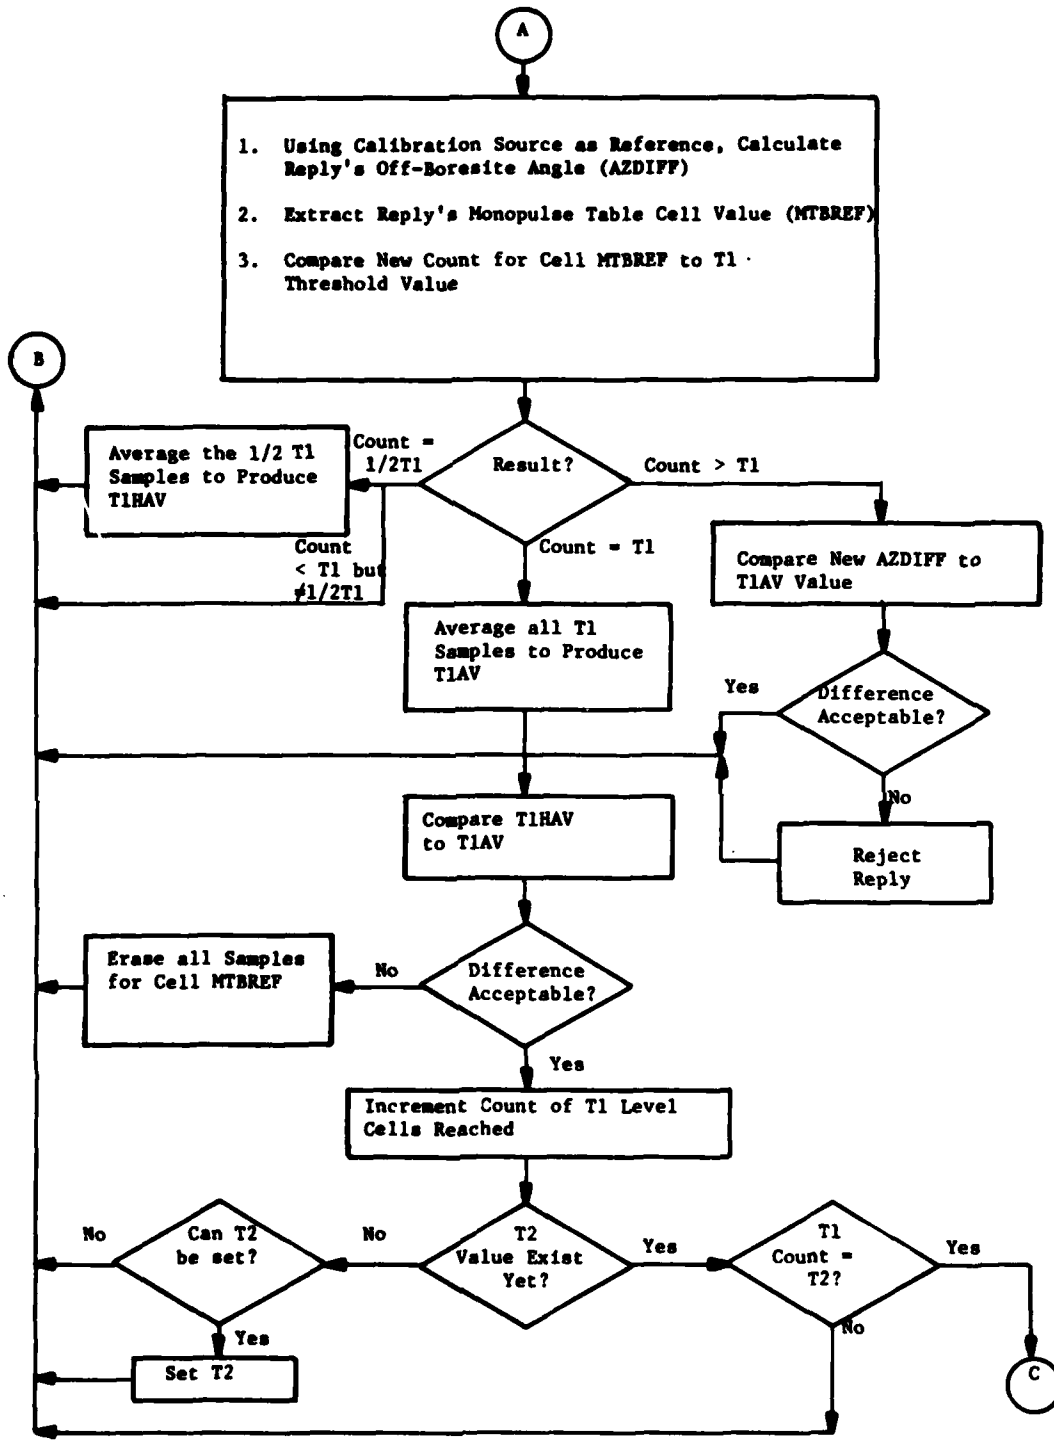 A
1. Using Calibration Source as Reference, Calculate
Reply's Off-Boresite Angle (AZDIFF)
2. Extract Reply's Monopulse Table Cell Value (MTBREF)
3. Compare New Count for Cell MTBREF to T1
Threshold Value
B
Average the 1/2 T1
Samples to Produce
T1HAV
Count =
1/2T1
Result?
Count > T1
Count
< T1 but
≠1/2T1
Count = T1
Compare New AZDIFF to
T1AV Value
Average all T1
Samples to Produce
T1AV
Yes
Difference
Acceptable?
No
Compare T1HAV
to T1AV
Reject
Reply
Erase all Samples
for Cell MTBREF
No
Difference
Acceptable?
Yes
Increment Count of T1 Level
Cells Reached
No
Can T2
be set?
No
T2
Value Exist
Yet?
Yes
T1
Count =
T2?
Yes
Yes
No
Set T2
C